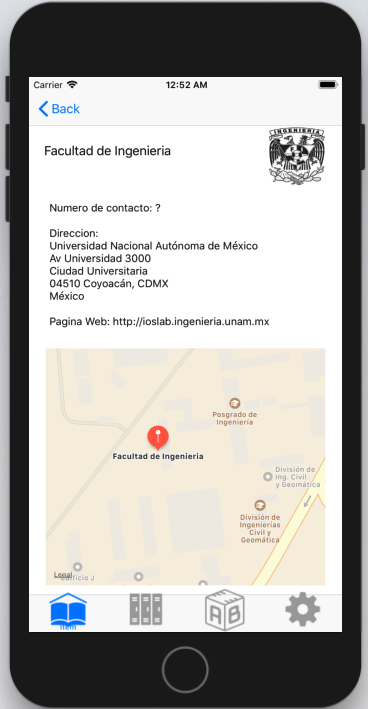 Carrier
12:52 AM
Back
Facultad de Ingenieria
INGENIERIA
Numero de contacto: ?
Direccion:
Universidad Nacional Autónoma de México
Av Universidad 3000
Ciudad Universitaria
04510 Coyoacán, CDMX
México
Pagina Web: http://ioslab.ingenieria.unam.mx
Posgrado de
Ingeniería
Facultad de Ingenieria
División de
Ing. Civil
y Geomática
División de
Ingenierías
Civil y
Geomática
Legal
Edificio J
Item
A B